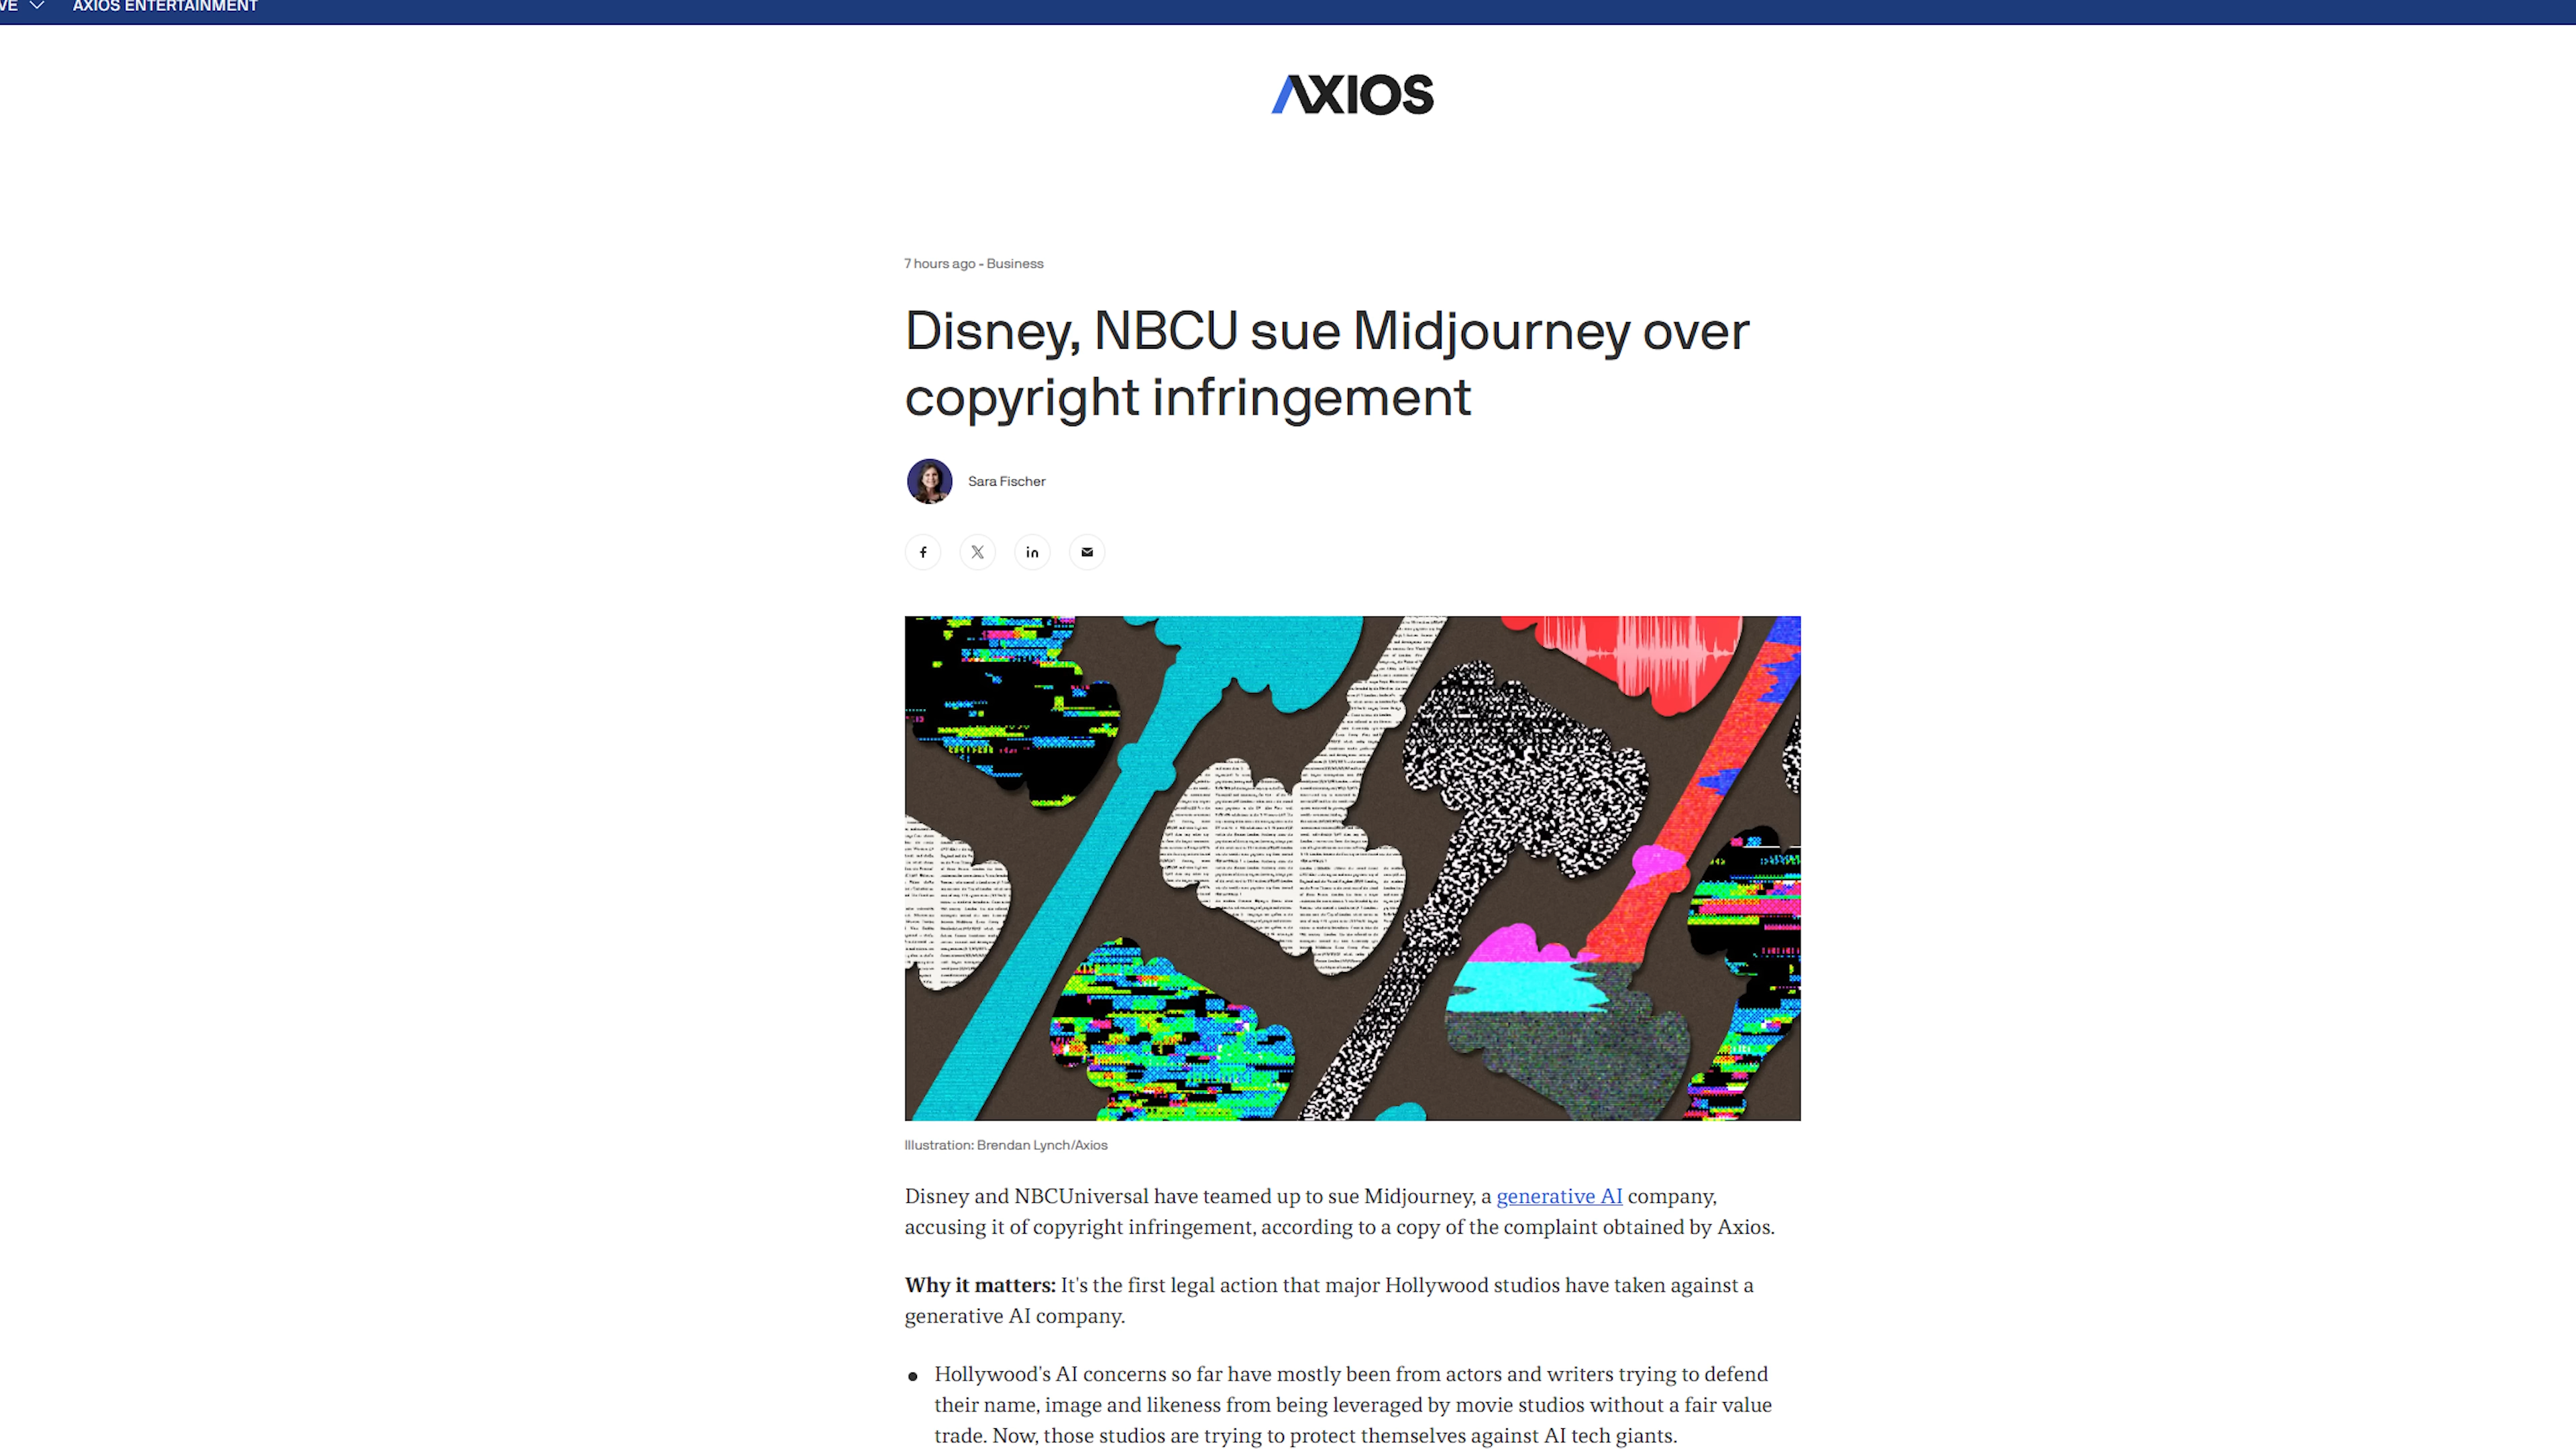 VE AXIOS ENTERTAINMENT
AXIOS
7 hours ago - Business
Disney, NBCU sue Midjourney over
copyright infringement
Sara Fischer
Illustration: Brendan Lynch/Axios
Disney and NBCUniversal have teamed up to sue Midjourney, a generative AI company,
accusing it of copyright infringement, according to a copy of the complaint obtained by Axios.
Why it matters: It's the first legal action that major Hollywood studios have taken against a
generative AI company.
● Hollywood's AI concerns so far have mostly been from actors and writers trying to defend
their name, image and likeness from being leveraged by movie studios without a fair value
trade. Now, those studios are trying to protect themselves against AI tech giants.